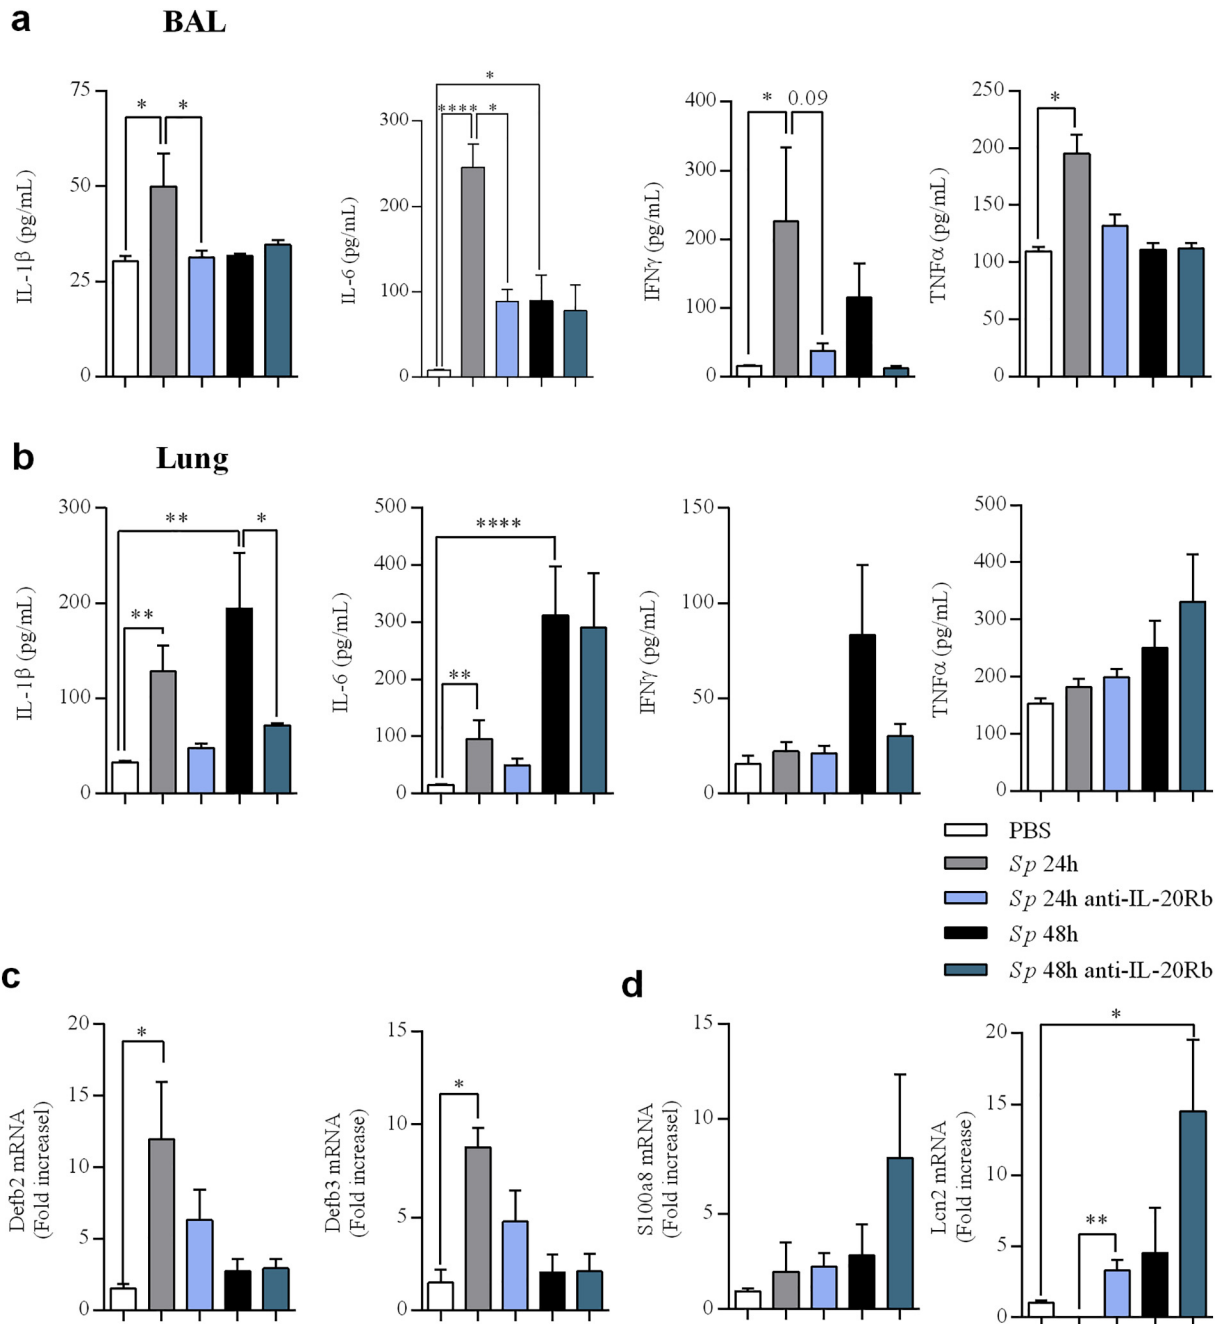 a
BAL
75
50
25
0
IL-1β (pg/mL)
* *
300
200
100
0
IL-6 (pg/mL)
*
**** *
400
300
200
100
0
IFNγ (pg/mL)
* 0.09
250
200
150
100
50
0
TNFα (pg/mL)
*
b
Lung
300
200
100
0
IL-1β (pg/mL)
** *
**
500
400
300
200
100
0
IL-6 (pg/mL)
****
**
150
100
50
0
IFNγ (pg/mL)
500
400
300
200
100
0
TNFα (pg/mL)
PBS
Sp 24h
Sp 24h anti-IL-20Rb
Sp 48h
Sp 48h anti-IL-20Rb
c
20
15
10
5
0
Defb2 mRNA
(Fold increasel)
*
15
10
5
0
Defb3 mRNA
(Fold increase)
*
d
15
10
5
0
S100a8 mRNA
(Fold increasel)
20
15
10
5
0
Lcn2 mRNA
(Fold increase)
*
**